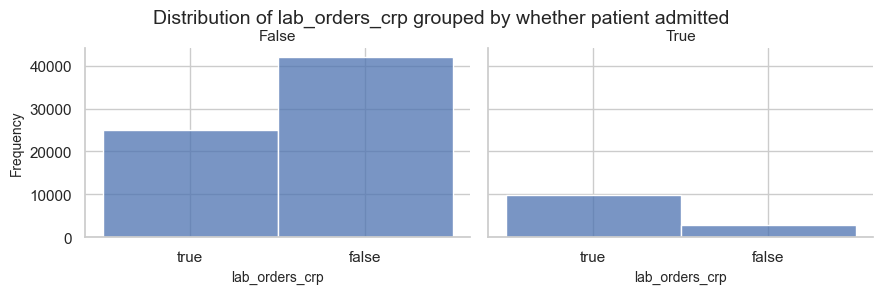 Distribution of lab_orders_crp grouped by whether patient admitted
False
True
Frequency
40000
30000
20000
10000
0
true
false
true
false
lab_orders_crp
lab_orders_crp